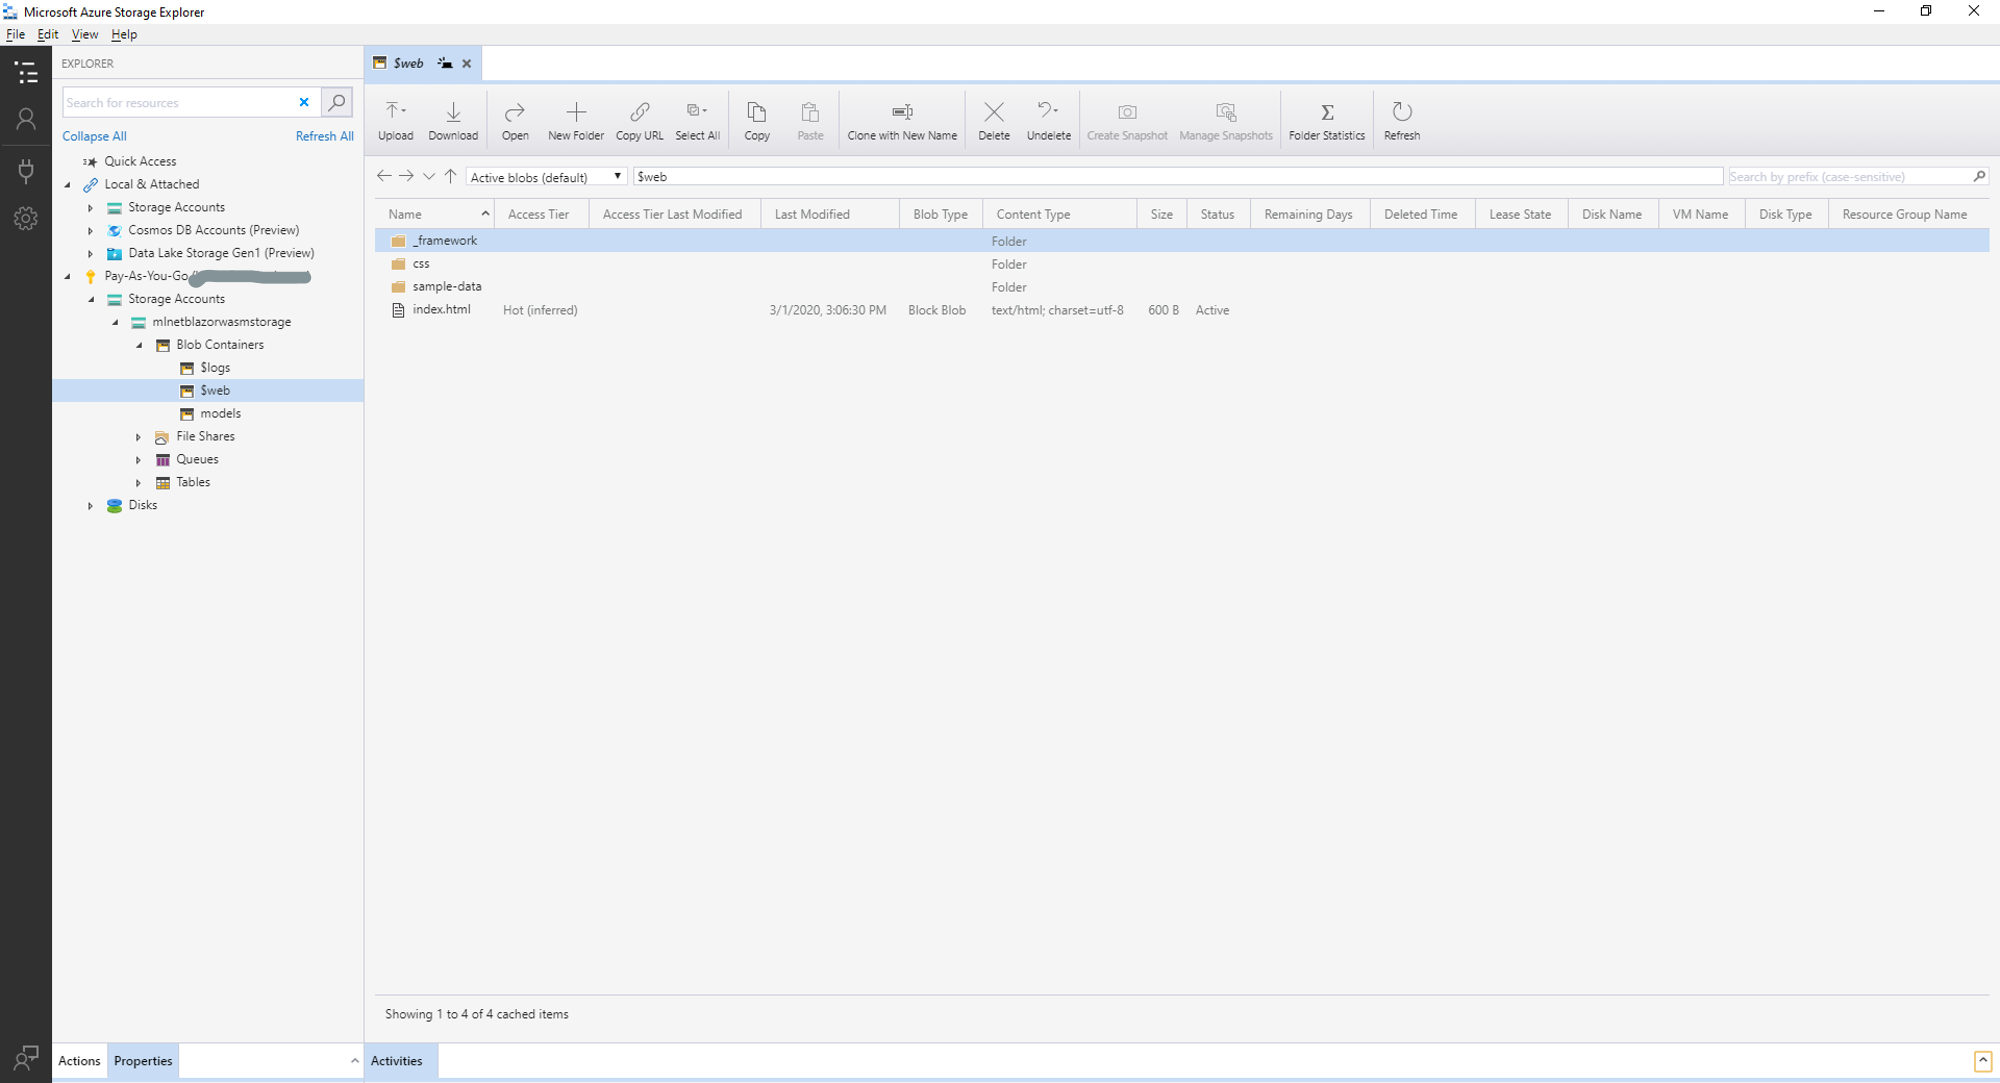 Microsoft Azure Storage Explorer
File Edit View Help
EXPLORER
Search for resources
Collapse All Refresh All
Quick Access
Local & Attached
Storage Accounts
Cosmos DB Accounts (Preview)
Data Lake Storage Gen1 (Preview)
Pay-As-You-Go
Storage Accounts
mlnetblazorwasmstorage
Blob Containers
$logs
$web
models
File Shares
Queues
Tables
Disks
Actions Properties
$web
Upload Download Open New Folder Copy URL Select All Copy Paste Clone with New Name Delete Undelete Create Snapshot Manage Snapshots Folder Statistics Refresh
Active blobs (default) $web Search by prefix (case-sensitive)
Name Access Tier Access Tier Last Modified Last Modified Blob Type Content Type Size Status Remaining Days Deleted Time Lease State Disk Name VM Name Disk Type Resource Group Name
_framework Folder
css Folder
sample-data Folder
index.html Hot (inferred) 3/1/2020, 3:06:30 PM Block Blob text/html; charset=utf-8 600 B Active
Showing 1 to 4 of 4 cached items
Activities